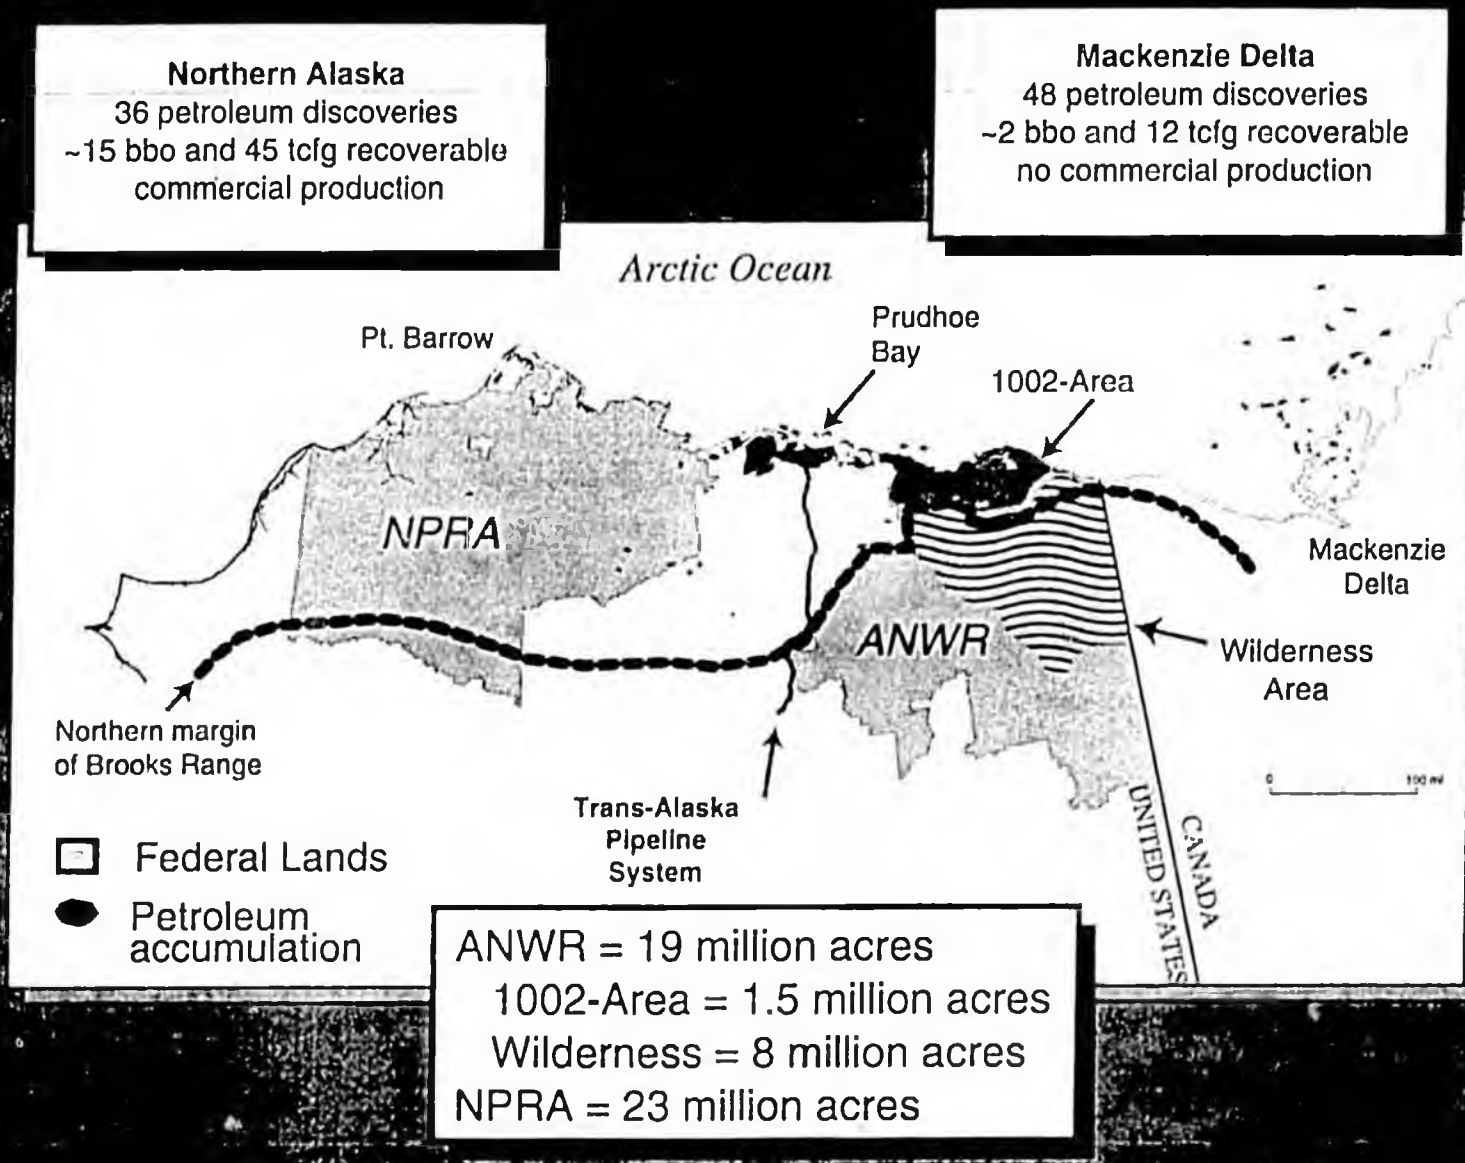 Northern Alaska
36 petroleum discoveries
~15 bbo and 45 tcfg recoverable
commercial production
Mackenzie Delta
48 petroleum discoveries
~2 bbo and 12 tcfg recoverable
no commercial production
Arctic Ocean
Pt. Barrow
Prudhoe
Bay
1002-Area
NPRA
ANWR
Mackenzie
Delta
Wilderness
Area
Northern margin
of Brooks Range
Trans-Alaska
Pipeline
System
0 100 mi
CANADA
UNITED STATES
Federal Lands
Petroleum
accumulation
ANWR = 19 million acres
1002-Area = 1.5 million acres
Wilderness = 8 million acres
NPRA = 23 million acres